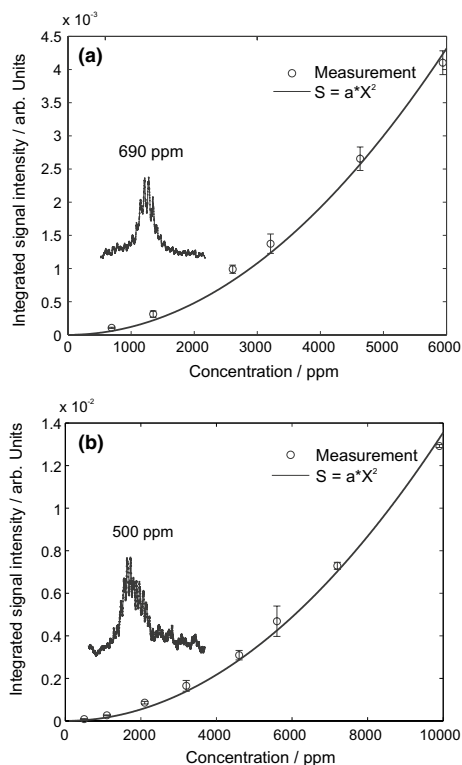 x 10⁻³
(a)
Integrated signal intensity / arb. Units
4.5
4
3.5
3
2.5
2
1.5
1
0.5
0
Measurement
S = a*X²
690 ppm
0 1000 2000 3000 4000 5000 6000
Concentration / ppm
x 10⁻²
(b)
Integrated signal intensity / arb. Units
1.4
1.2
0.8
0.6
0.4
0.2
0
Measurement
S = a*X²
500 ppm
0 2000 4000 6000 8000 10000
Concentration / ppm